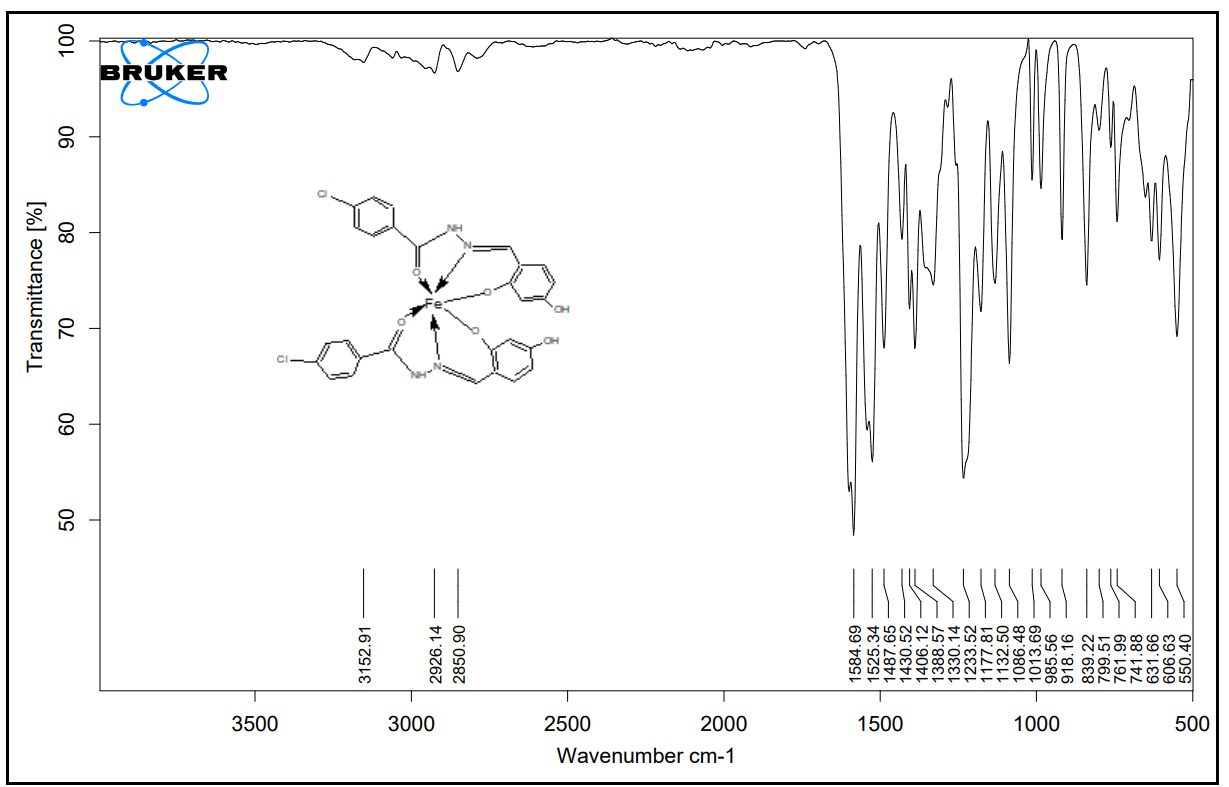 BRUKER
Transmittance [%]
100
90
80
70
60
50
Cl
NH
N
O
O
OH
Fe
O
O
OH
Cl
NH
N
3152.91
2926.14
2850.90
1584.69
1525.34
1487.65
1430.52
1406.12
1388.57
1330.14
1233.52
1177.81
1132.50
1086.48
1013.69
985.56
918.16
839.22
799.51
761.99
741.88
631.66
606.63
550.40
3500 3000 2500 2000 1500 1000 500
Wavenumber cm-1